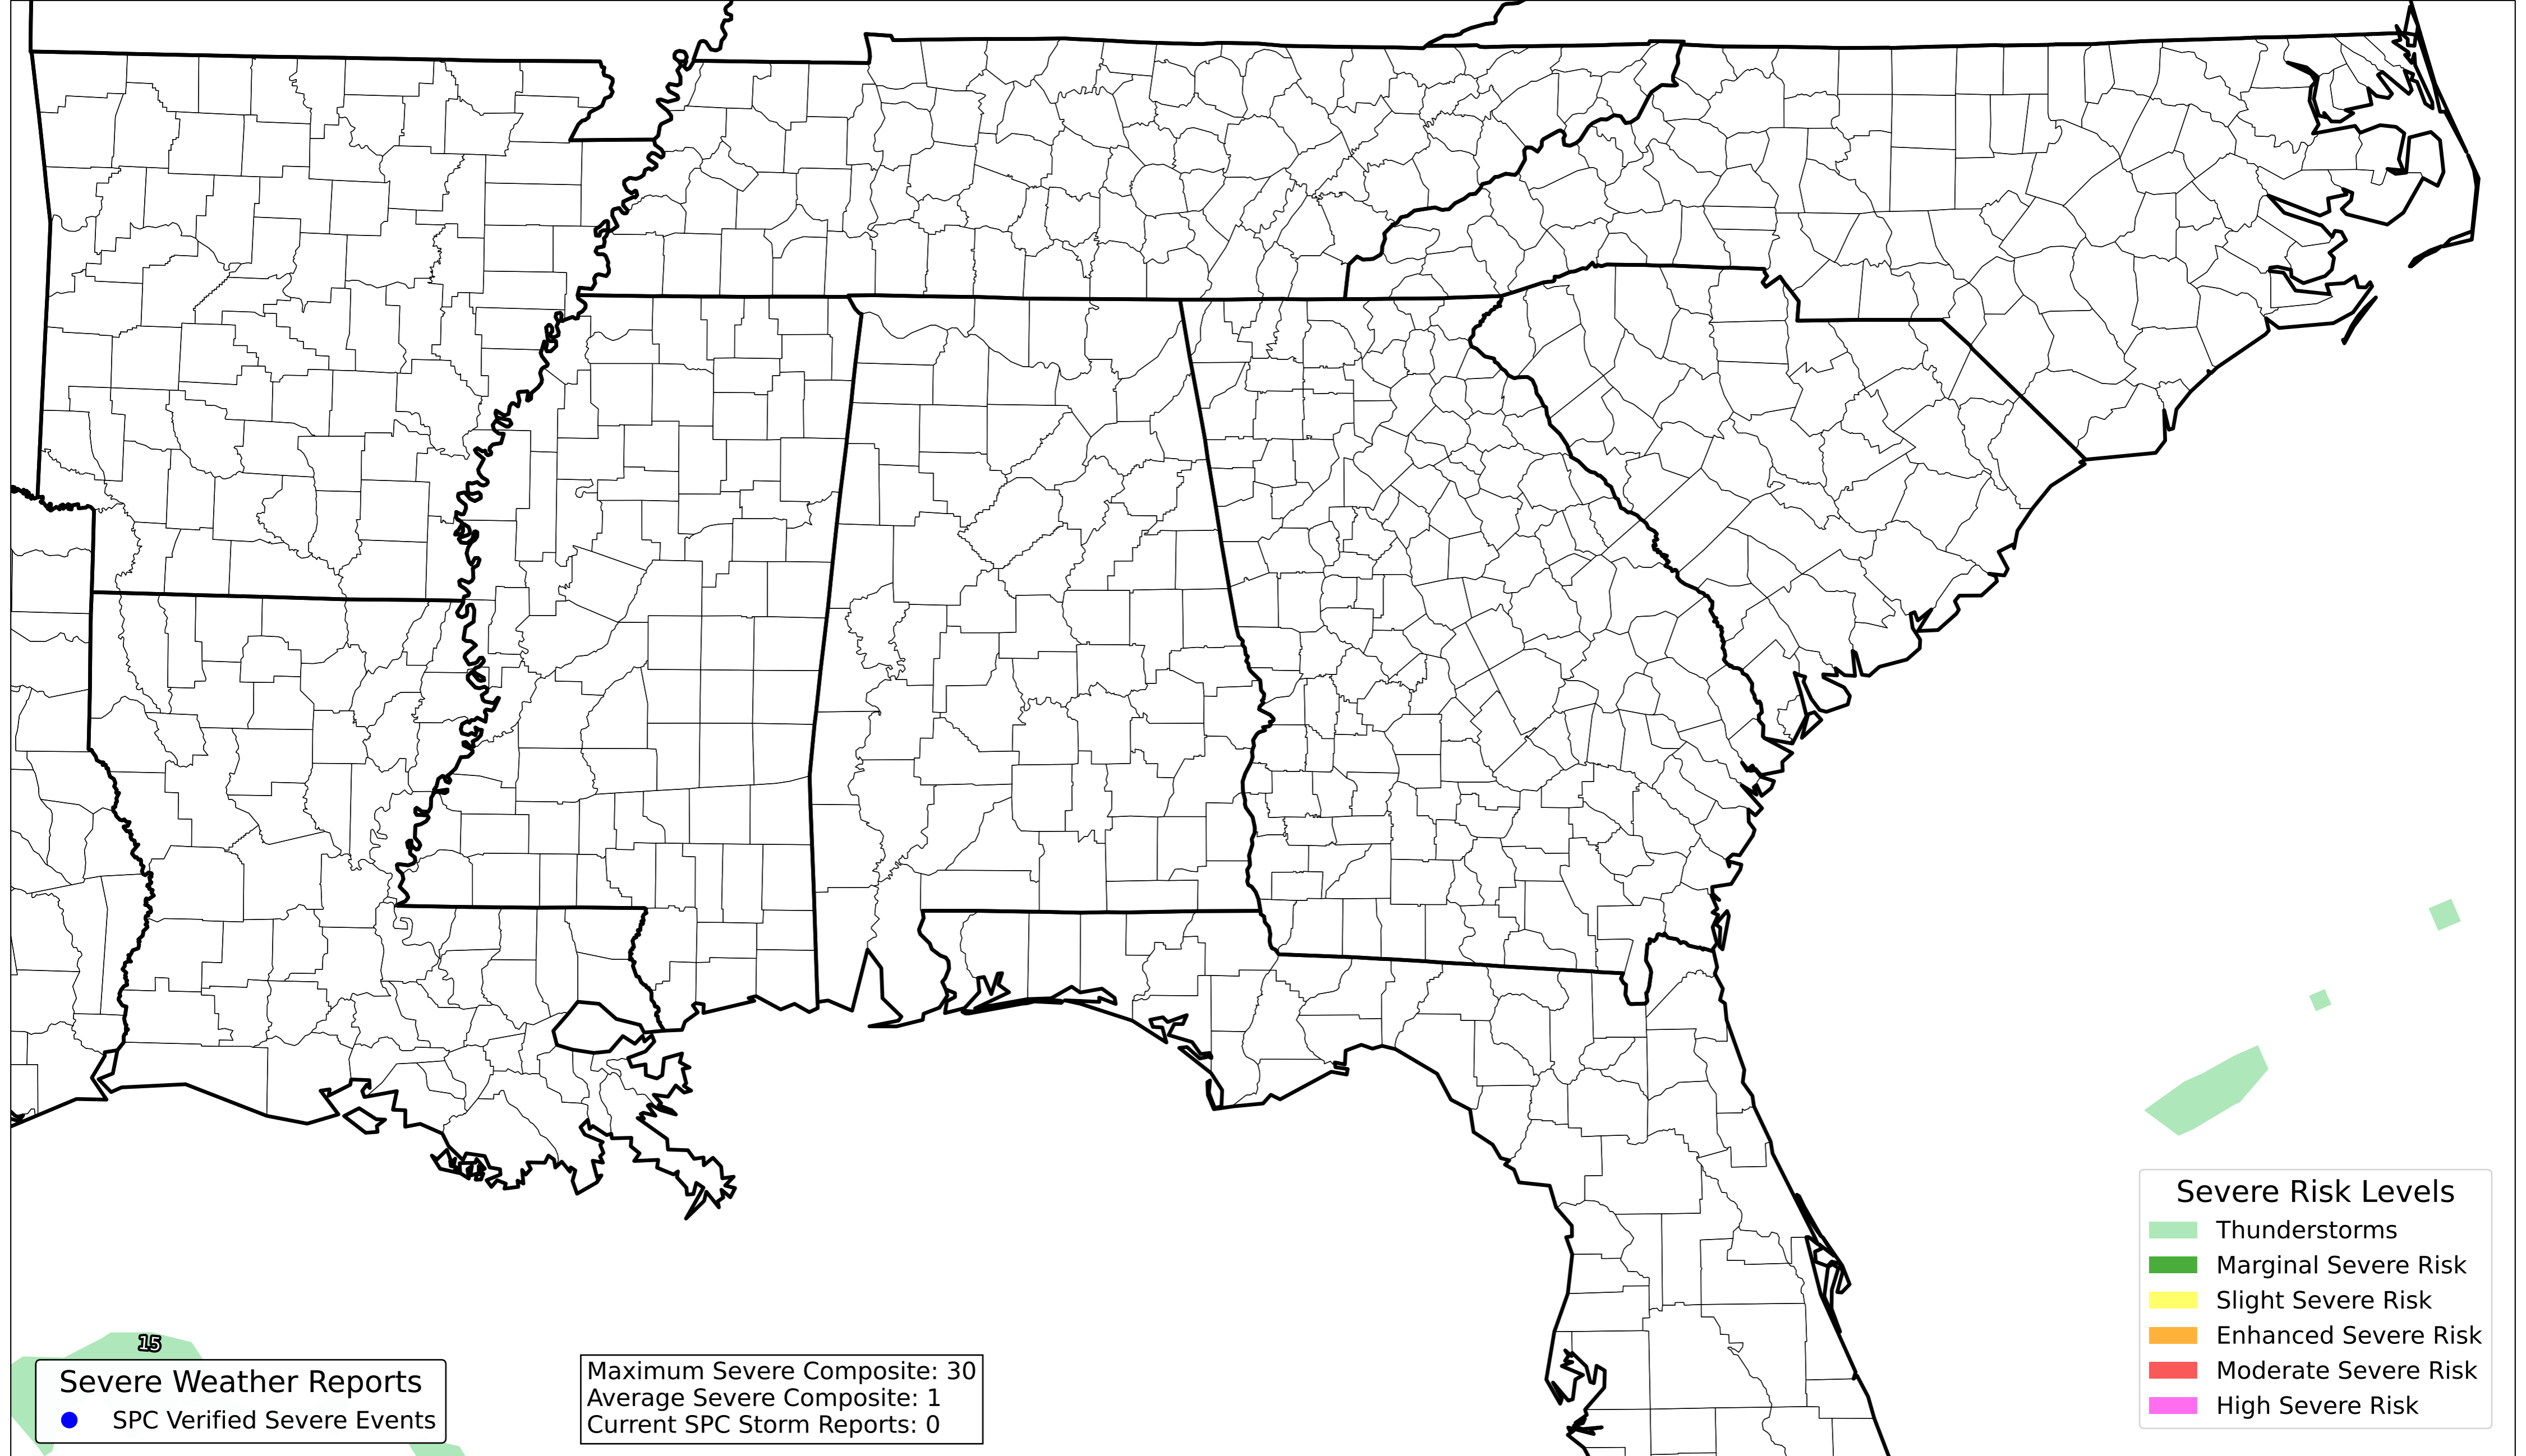 Severe Risk Levels
Thunderstorms
Marginal Severe Risk
Slight Severe Risk
Enhanced Severe Risk
Moderate Severe Risk
High Severe Risk
15
Severe Weather Reports
SPC Verified Severe Events
Maximum Severe Composite: 30
Average Severe Composite: 1
Current SPC Storm Reports: 0